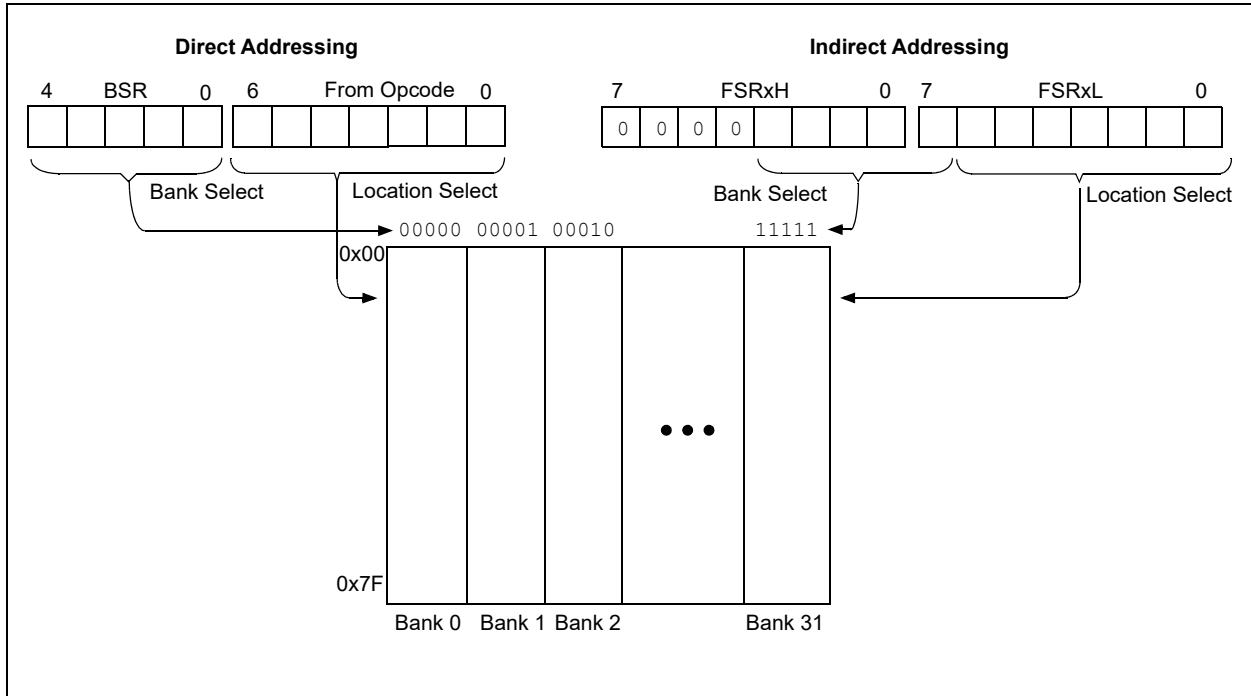 Direct Addressing
Indirect Addressing
4 BSR 0 6 From Opcode 0
7 FSRxH 0 7 FSRxL 0
0 0 0 0
Bank Select
Location Select
Bank Select
Location Select
00000 00001 00010 11111
0x00
0x7F
Bank 0 Bank 1 Bank 2 Bank 31